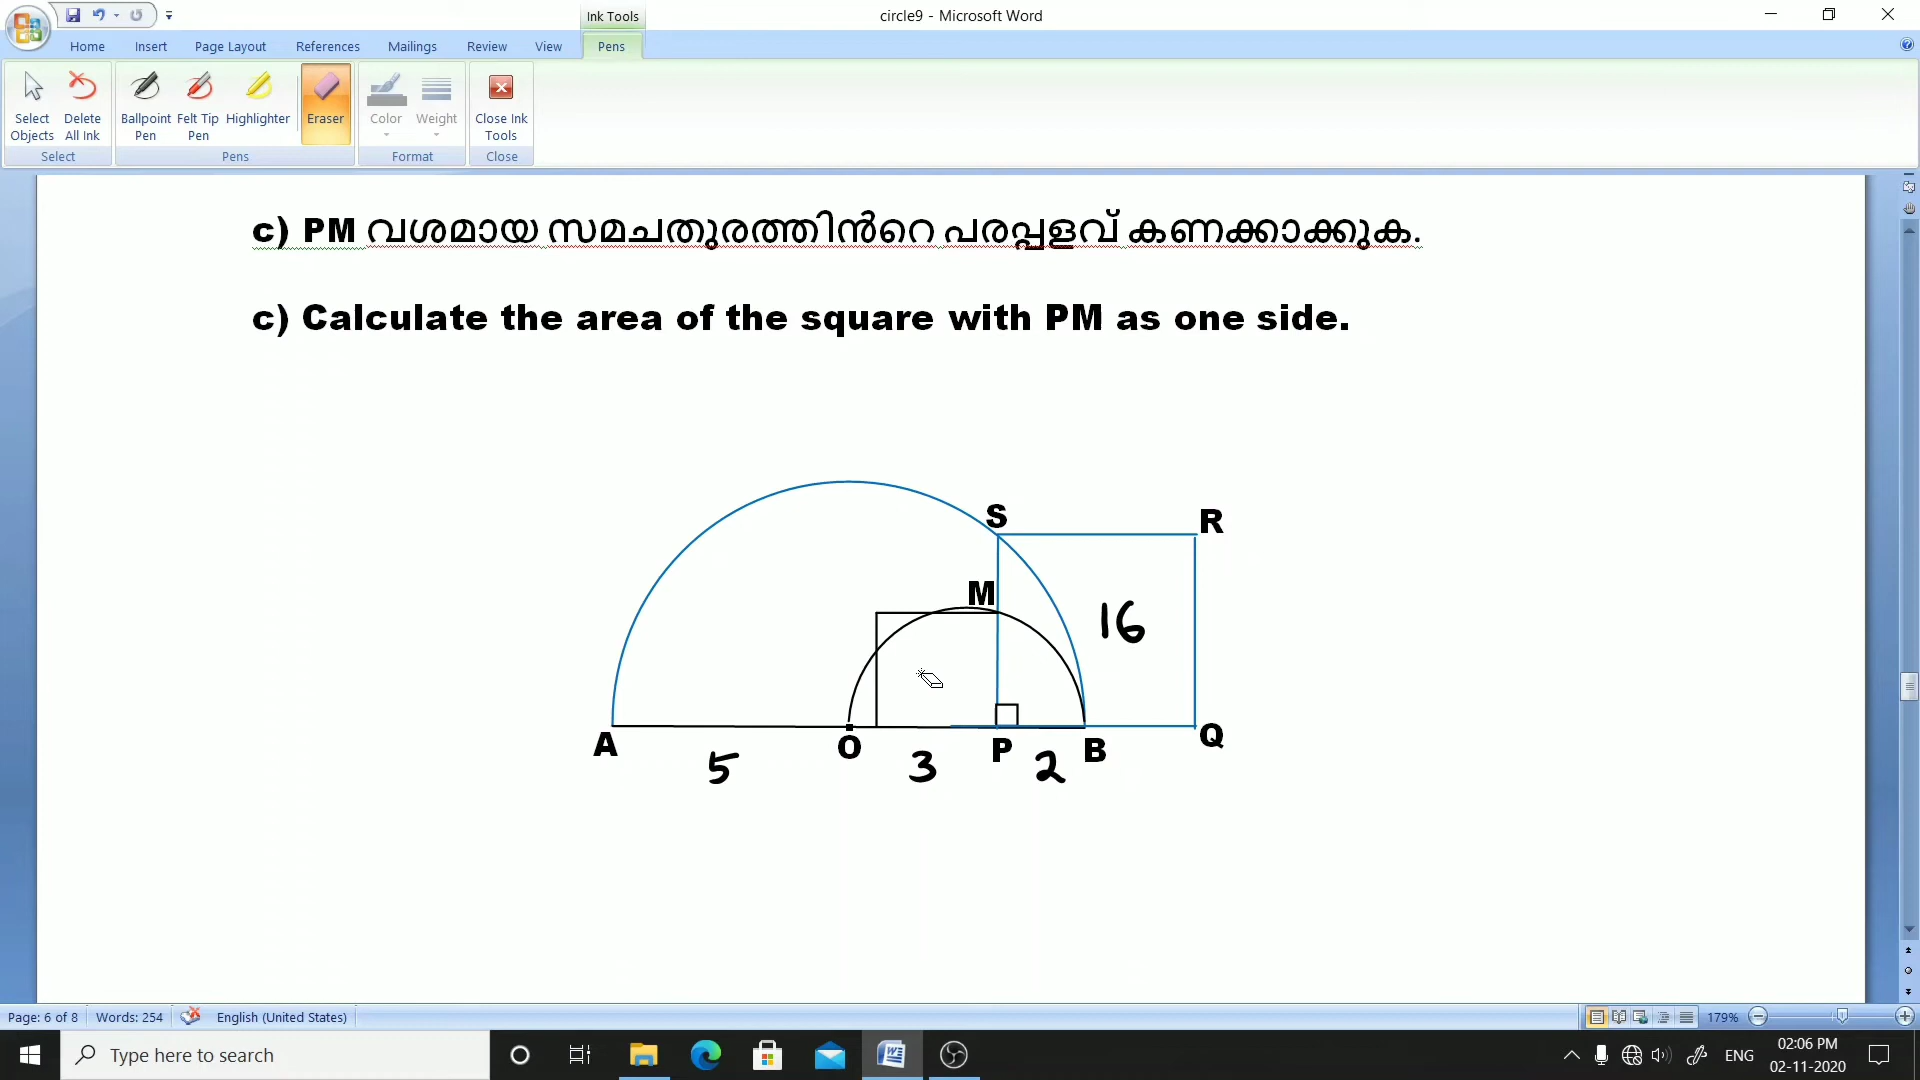 circle9 - Microsoft Word
Ink Tools
Home Insert Page Layout References Mailings Review View Pens
Select Objects
Delete All Ink
Ballpoint Pen
Felt Tip Pen
Highlighter
Eraser
Color
Weight
Close Ink Tools
Select Pens Format Close
c) PM വശമായ സമചതുരത്തിൻറെ പരപ്പളവ് കണക്കാക്കുക.
c) Calculate the area of the square with PM as one side.
S R
M
16
A O P B Q
5 3 2
Page: 6 of 8 Words: 254 English (United States) 179%
Type here to search
ENG
02:06 PM
02-11-2020